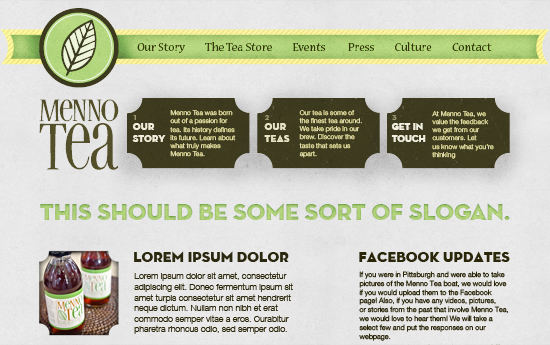 Our Story The Tea Store Events Press Culture Contact
MENNO
TEA
1
OUR
STORY
Menno Tea was born
out of a passion for
tea. Its history defines
its future. Learn about
what truly makes
Menno Tea.
2
OUR
TEAS
Our tea is some of
the finest tea around.
We take pride in our
brew. Discover the
taste that sets us
apart.
3
GET IN
TOUCH
At Menno Tea, we
value the feedback
we get from our
customers. Let
us know what you're
thinking
THIS SHOULD BE SOME SORT OF SLOGAN.
MENNO
TEA
MENNO
TEA
LOREM IPSUM DOLOR
Lorem ipsum dolor sit amet, consectetur
adipiscing elit. Donec fermentum ipsum sit
amet turpis consectetur sit amet hendrerit
neque dictum. Nullam non nibh et erat
commodo semper vitae a eros. Curabitur
pharetra rhoncus odio, sed semper odio.
FACEBOOK UPDATES
If you were in Pittsburgh and were able to take
pictures of the Menno Tea boat, we would love
if you would upload them to the Facebook
page! Also, if you have any videos, pictures,
or stories from the past that involve Menno Tea,
we would love to hear them! We will take a
select few and put the responses on our
webpage.